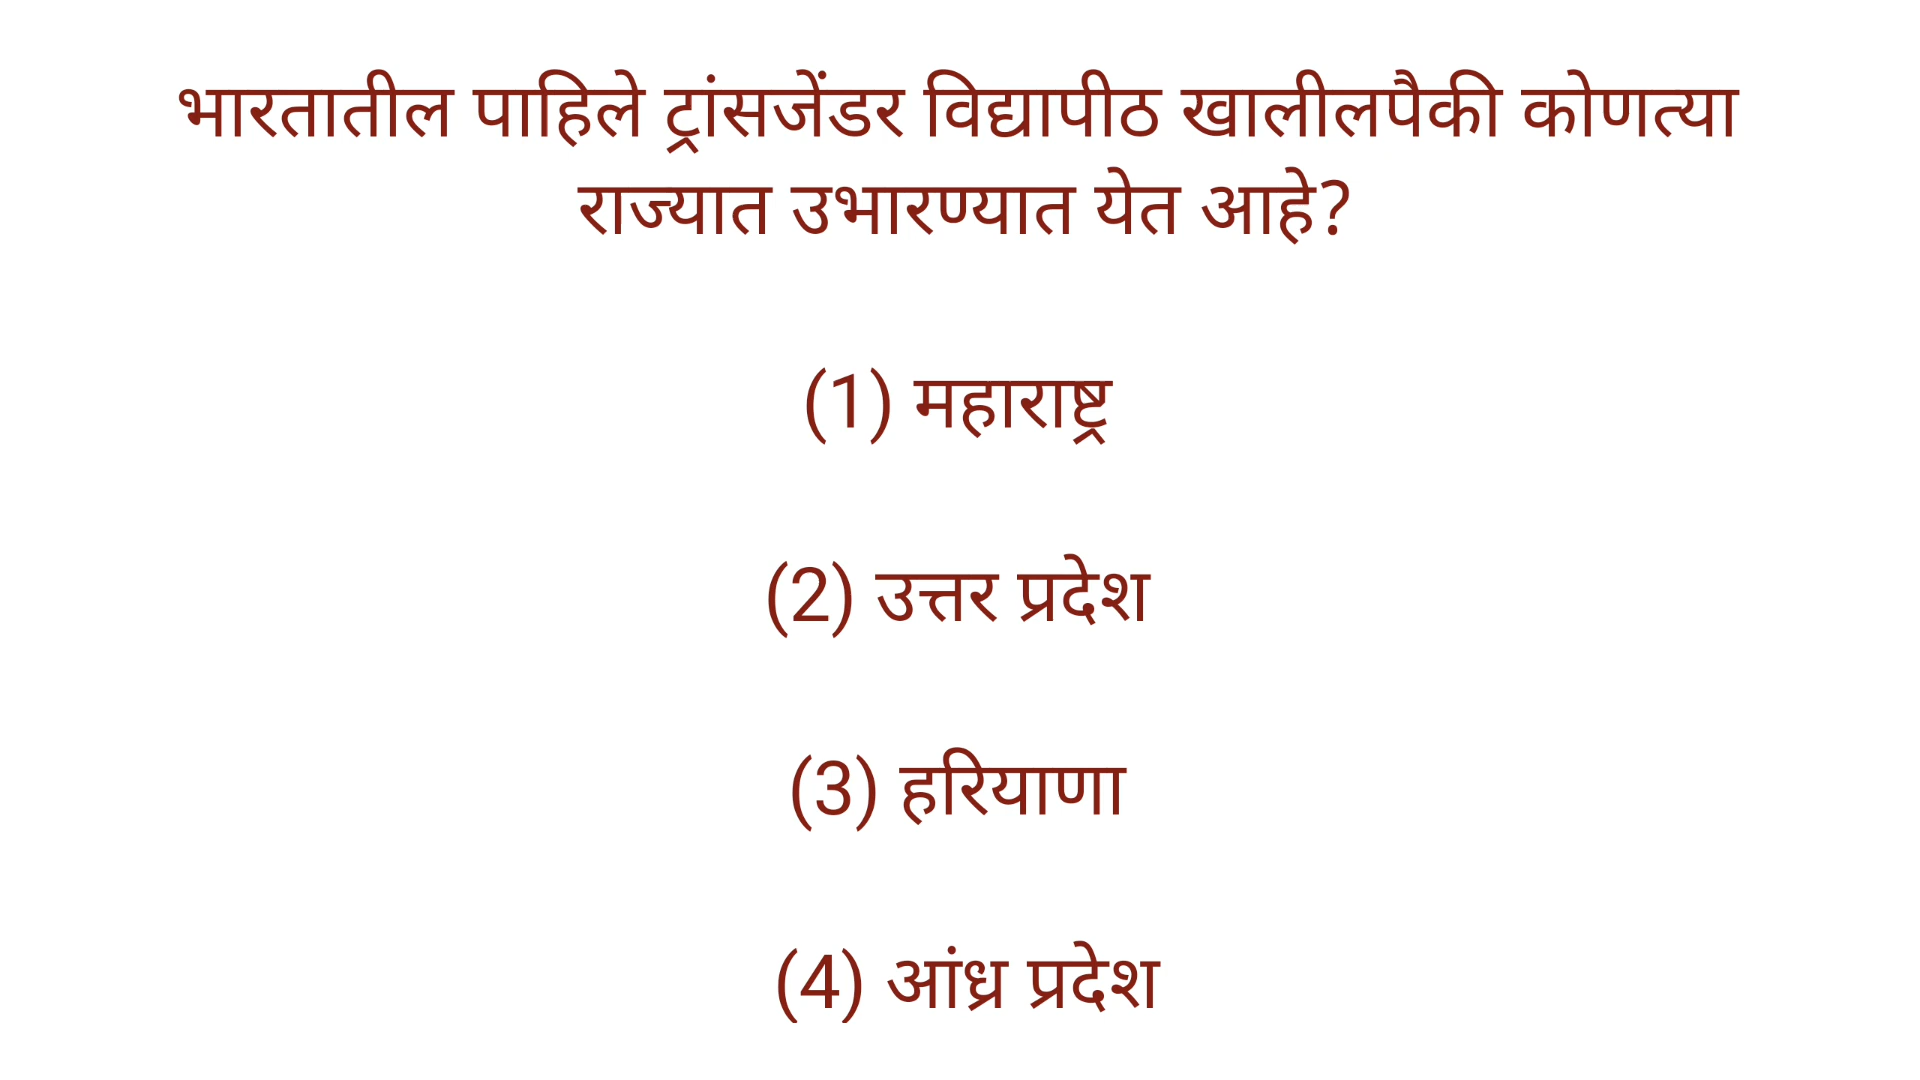 भारतातील पाहिले ट्रांसजेंडर विद्यापीठ खालीलपैकी कोणत्या
राज्यात उभारण्यात येत आहे?
(1) महाराष्ट्र
(2) उत्तर प्रदेश
(3) हरियाणा
(4) आंध्र प्रदेश